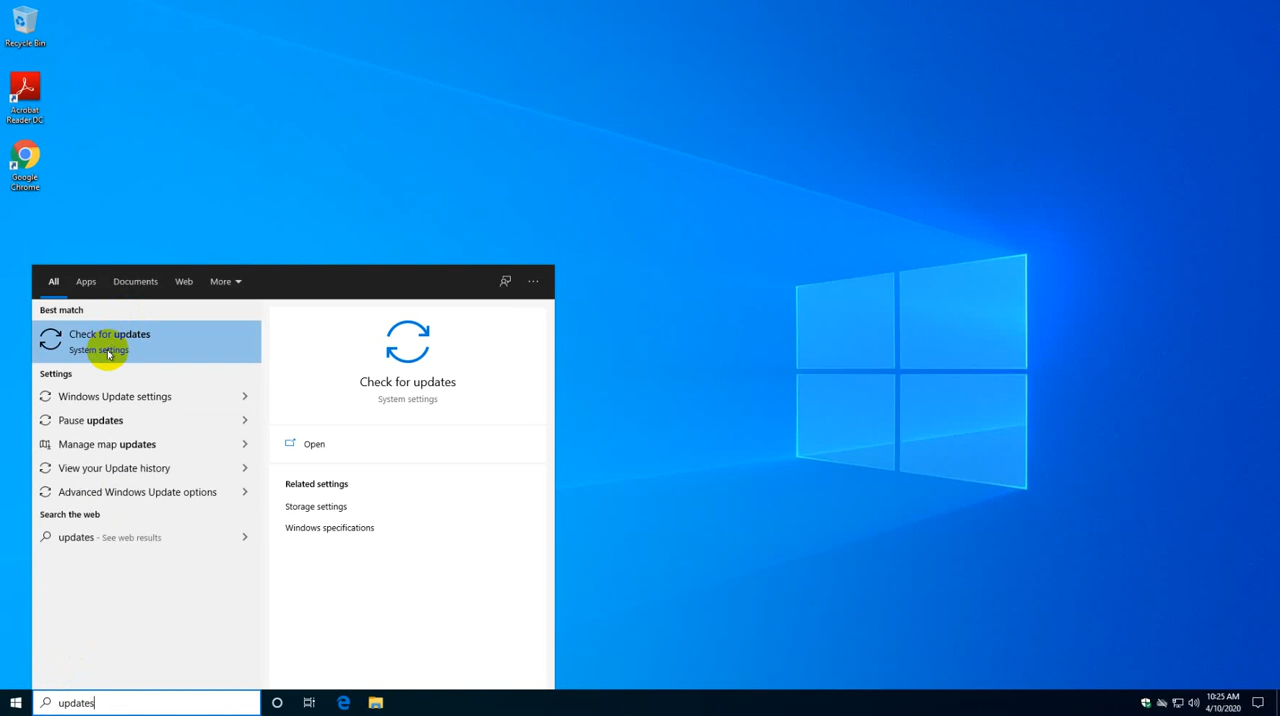 Recycle Bin
Acrobat
Reader DC
Google
Chrome
All Apps Documents Web More
Best match
Check for updates
System settings
Settings
Windows Update settings
Pause updates
Manage map updates
View your Update history
Advanced Windows Update options
Search the web
updates - See web results
Check for updates
System settings
Open
Related settings
Storage settings
Windows specifications
updates
10:25 AM
4/10/2020